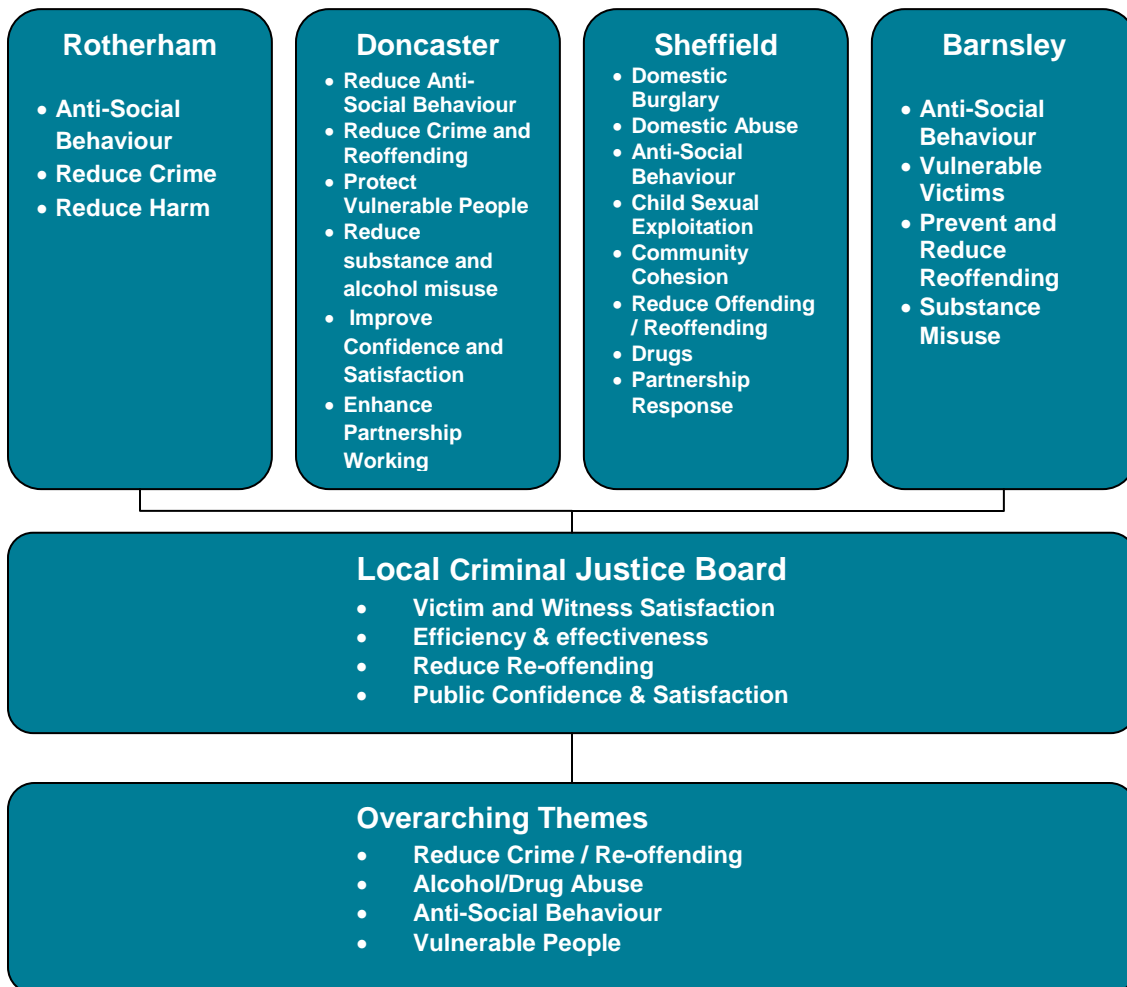 Rotherham
• Anti-Social
Behaviour
• Reduce Crime
• Reduce Harm
Doncaster
• Reduce Anti-
Social Behaviour
• Reduce Crime and
Reoffending
• Protect
Vulnerable People
• Reduce
substance and
alcohol misuse
• Improve
Confidence and
Satisfaction
• Enhance
Partnership
Working
Sheffield
• Domestic
Burglary
• Domestic Abuse
• Anti-Social
Behaviour
• Child Sexual
Exploitation
• Community
Cohesion
• Reduce Offending
/ Reoffending
• Drugs
• Partnership
Response
Barnsley
• Anti-Social
Behaviour
• Vulnerable
Victims
• Prevent and
Reduce
Reoffending
• Substance
Misuse
Local Criminal Justice Board
• Victim and Witness Satisfaction
• Efficiency & effectiveness
• Reduce Re-offending
• Public Confidence & Satisfaction
Overarching Themes
• Reduce Crime / Re-offending
• Alcohol/Drug Abuse
• Anti-Social Behaviour
• Vulnerable People